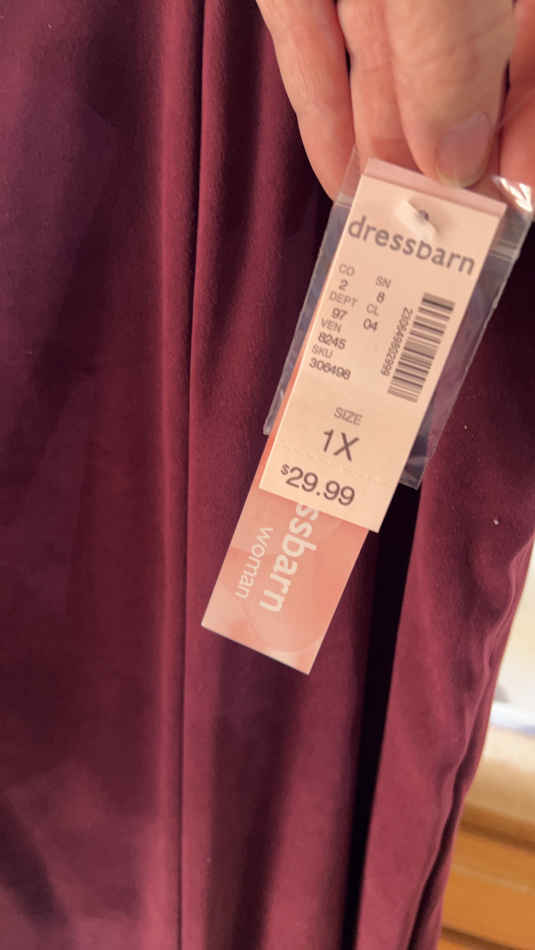 dressbarn
CO SN
2 8
DEPT CL
97 04
VEN
8245
SKU
306498
230649802999
SIZE
1X
$29.99
ssbarn
woman